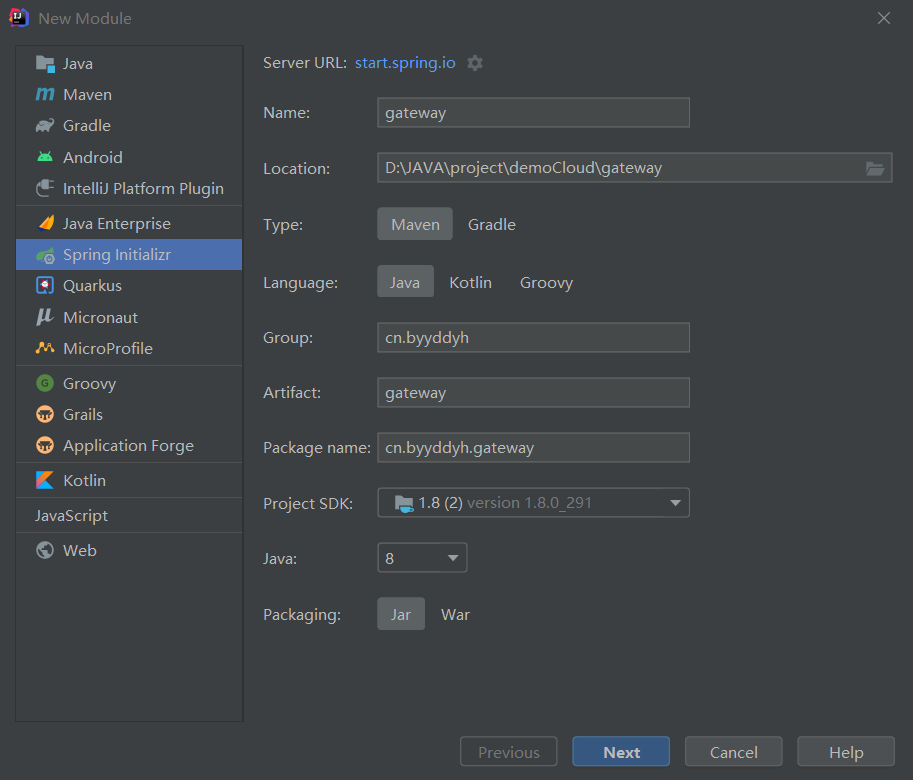 New Module
Java
Maven
Gradle
Android
IntelliJ Platform Plugin
Java Enterprise
Spring Initializr
Quarkus
Micronaut
MicroProfile
Groovy
Grails
Application Forge
Kotlin
JavaScript
Web
Server URL: start.spring.io
Name: gateway
Location: D:\JAVA\project\demoCloud\gateway
Type: Maven Gradle
Language: Java Kotlin Groovy
Group: cn.byyddyh
Artifact: gateway
Package name: cn.byyddyh.gateway
Project SDK: 1.8 (2) version 1.8.0_291
Java: 8
Packaging: Jar War
Previous Next Cancel Help